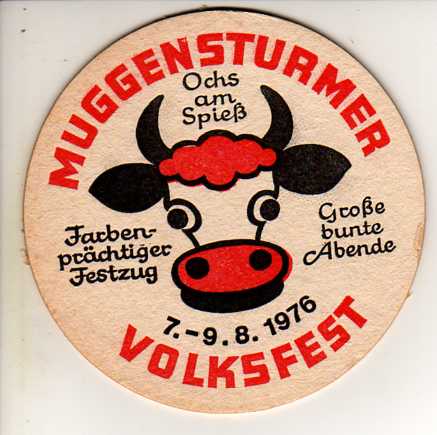 MUGGENSTURMER
Ochs
am
Spieß
Farben-
prächtiger
Festzug
Große
bunte
Abende
7.-9.8.1976
VOLKSFEST